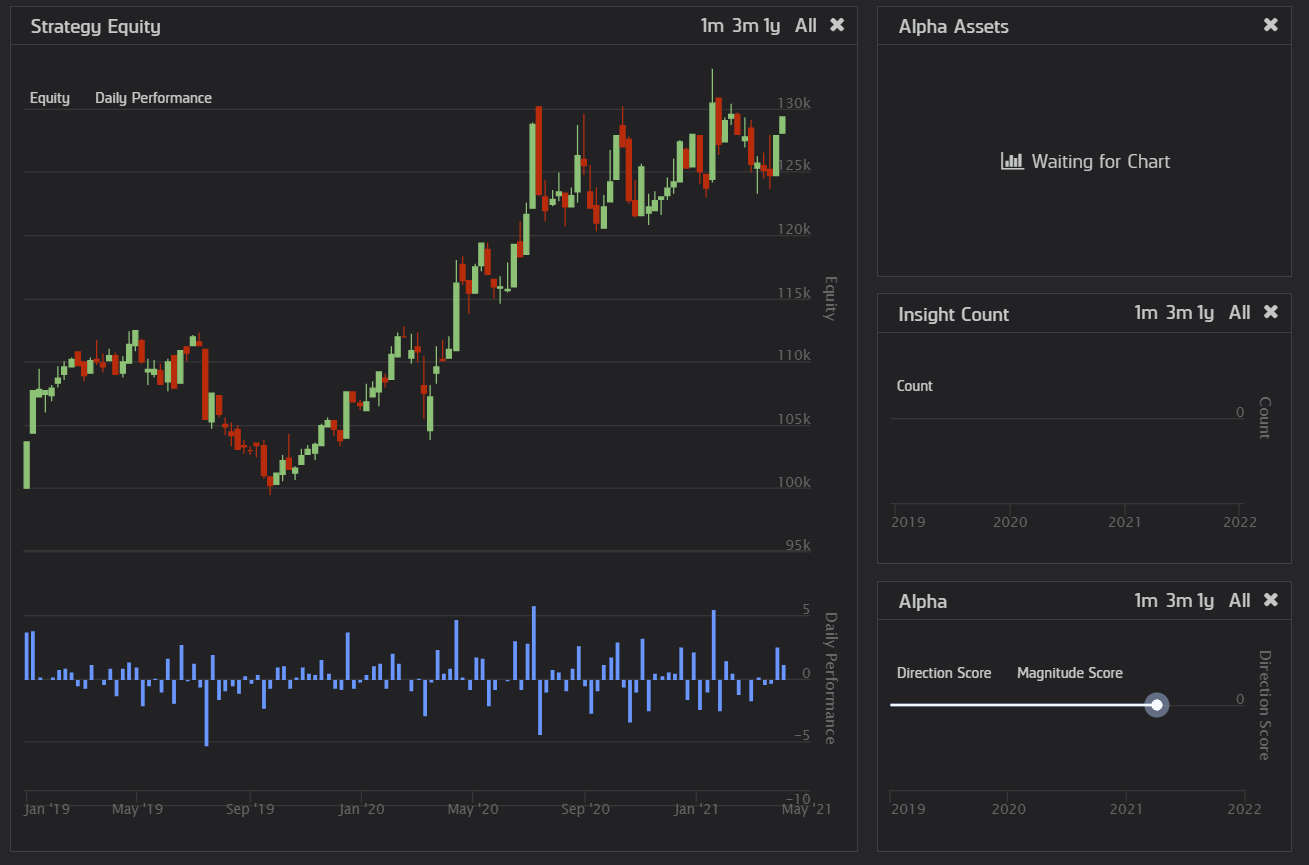 Strategy Equity 1m 3m 1y All ✖
Equity Daily Performance
130k
125k
120k
115k
110k
105k
100k
95k
Equity
5
0
−5
−10
Daily Performance
Jan '19 May '19 Sep '19 Jan '20 May '20 Sep '20 Jan '21 May '21
Alpha Assets ✖
Waiting for Chart
Insight Count 1m 3m 1y All ✖
Count
0
Count
2019 2020 2021 2022
Alpha 1m 3m 1y All ✖
Direction Score Magnitude Score
0
Direction Score
2019 2020 2021 2022